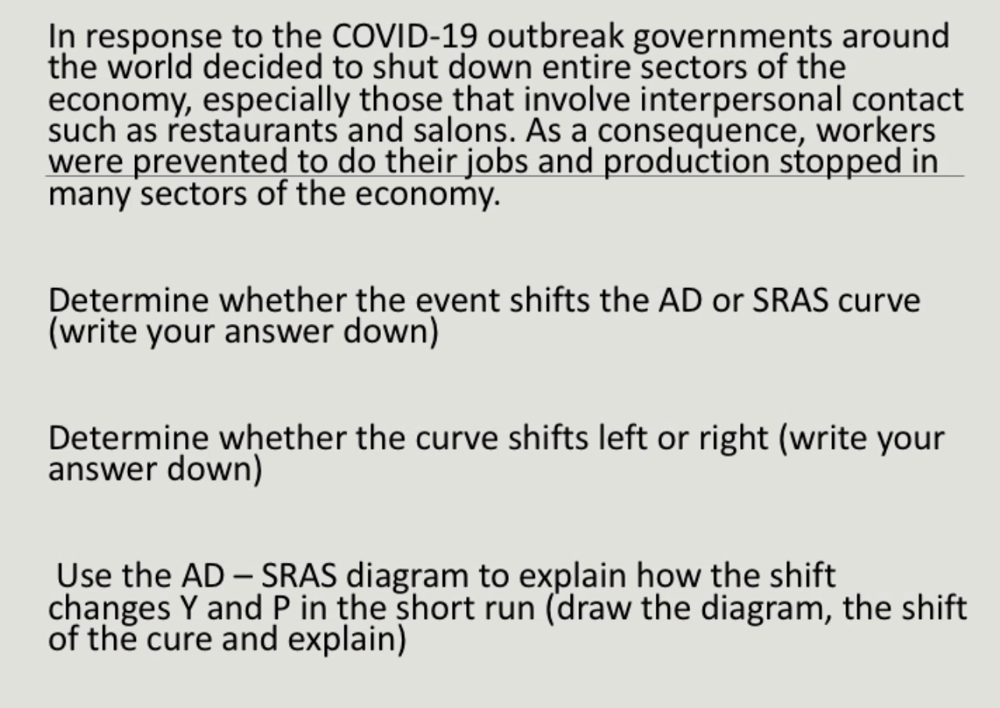 In response to the COVID-19 outbreak governments around
the world decided to shut down entire sectors of the
economy, especially those that involve interpersonal contact
such as restaurants and salons. As a consequence, workers
were prevented to do their jobs and production stopped in
many sectors of the economy.
Determine whether the event shifts the AD or SRAS curve
(write your answer down)
Determine whether the curve shifts left or right (write your
answer down)
Use the AD – SRAS diagram to explain how the shift
changes Y and P in the short run (draw the diagram, the shift
of the cure and explain)